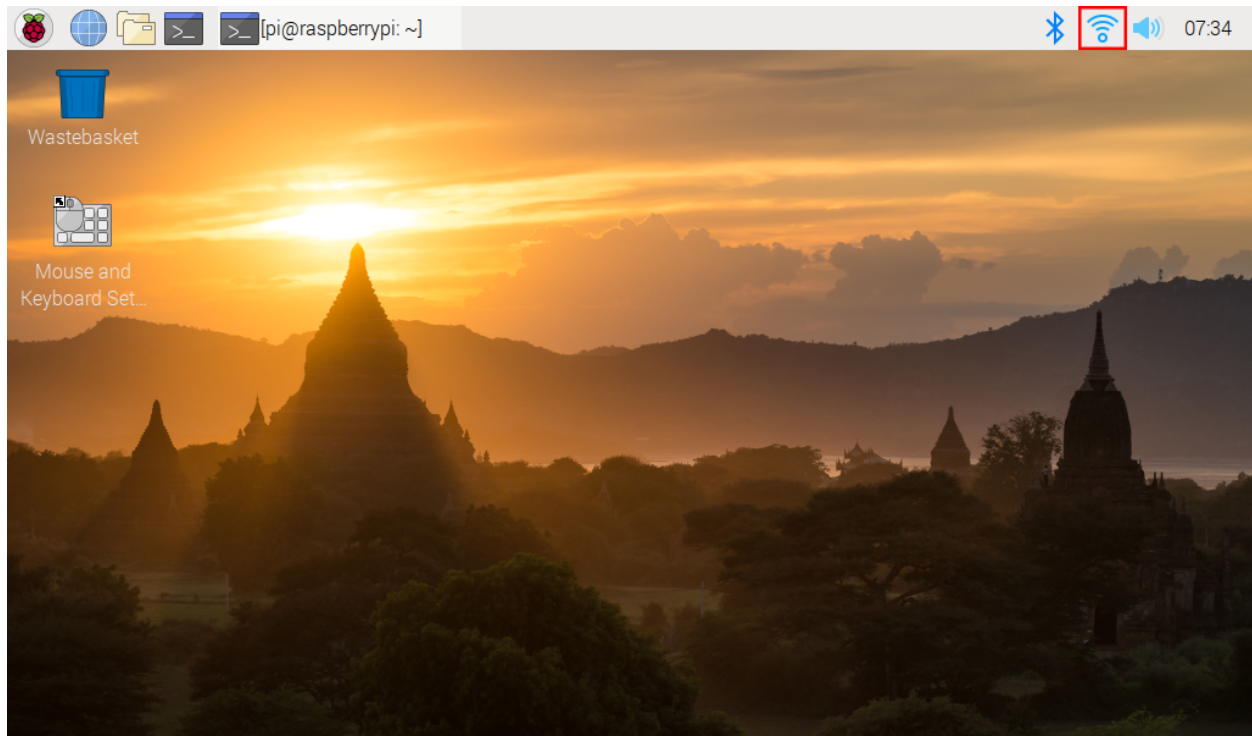 [pi@raspberrypi: ~]
07:34
Wastebasket
Mouse and
Keyboard Set...